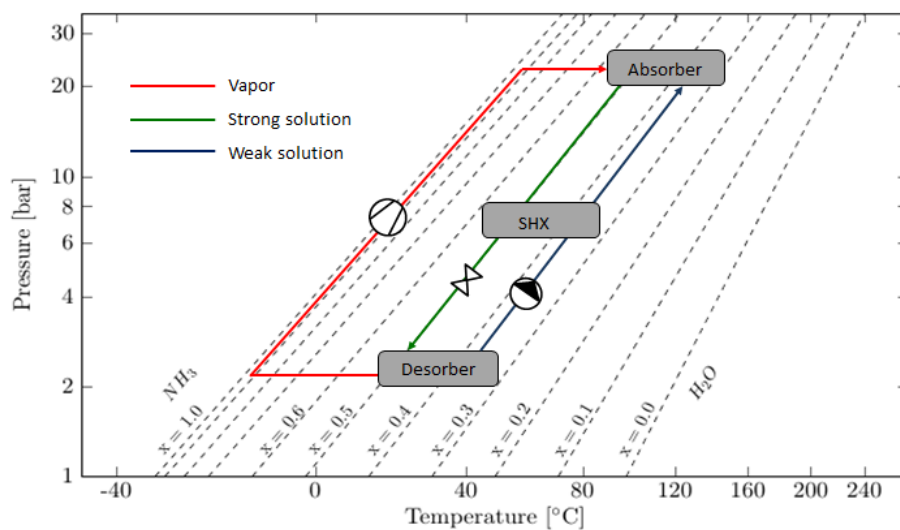 30
20
10
8
6
4
2
1
Pressure [bar]
Vapor
Strong solution
Weak solution
Absorber
SHX
Desorber
NH₃
x = 1.0
x = 0.6
x = 0.5
x = 0.4
x = 0.3
x = 0.2
x = 0.1
x = 0.0
H₂O
-40
0
40
80
120
160
200
240
Temperature [°C]